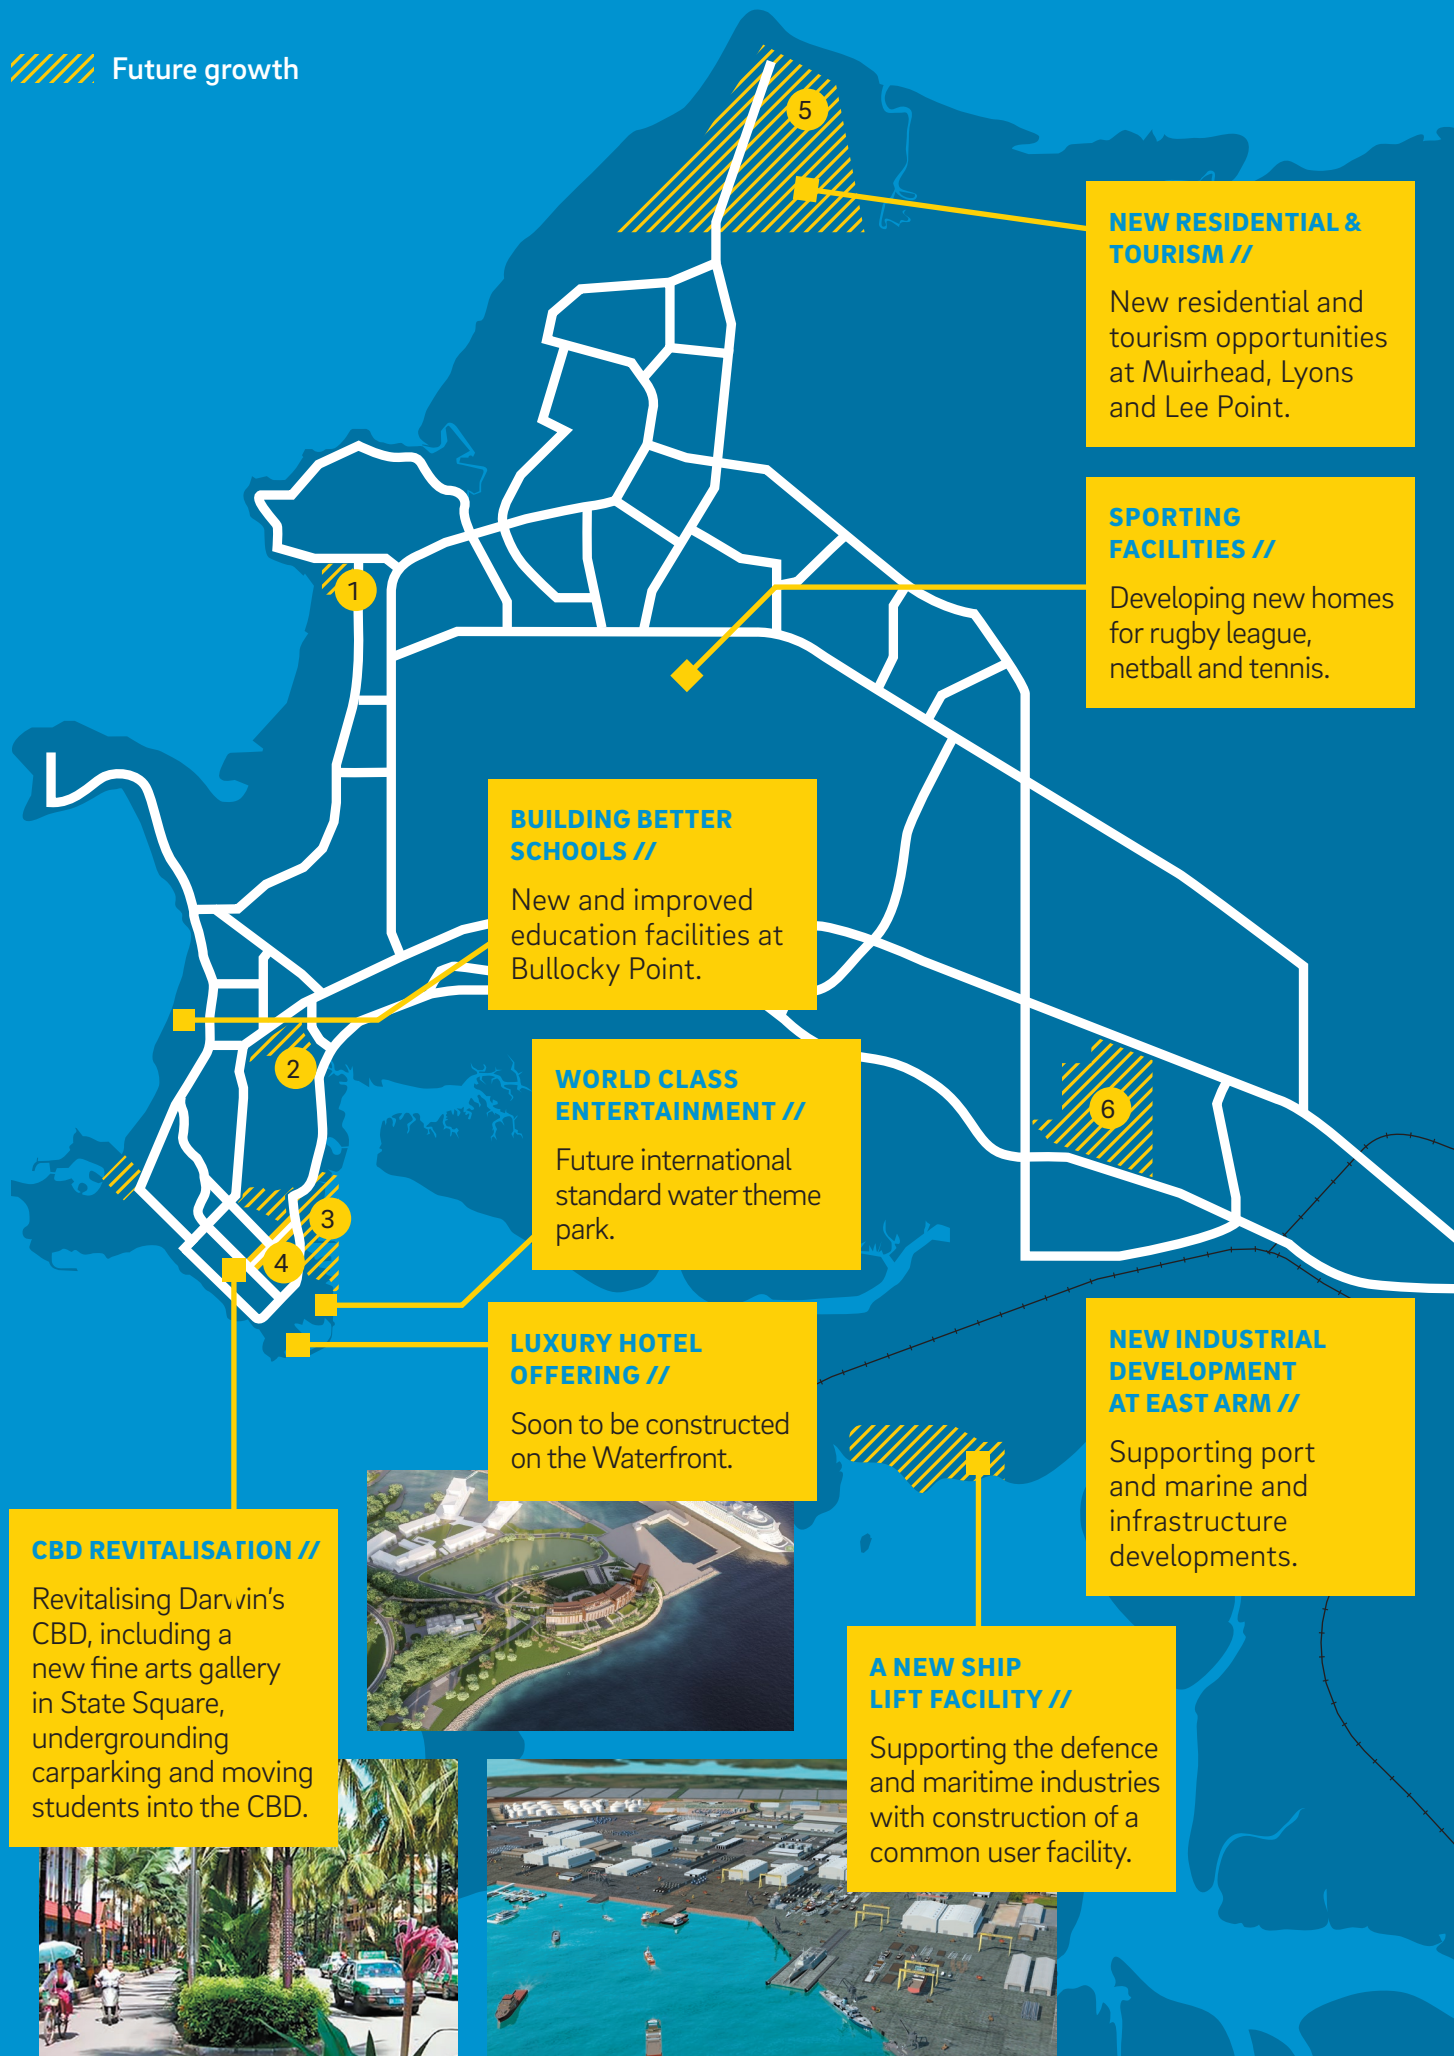 Future growth
5
NEW RESIDENTIAL &
TOURISM //
New residential and
tourism opportunities
at Muirhead, Lyons
and Lee Point.
SPORTING
FACILITIES //
Developing new homes
for rugby league,
netball and tennis.
1
BUILDING BETTER
SCHOOLS //
New and improved
education facilities at
Bullocky Point.
2
WORLD CLASS
ENTERTAINMENT //
Future international
standard water theme
park.
6
3
4
LUXURY HOTEL
OFFERING //
Soon to be constructed
on the Waterfront.
NEW INDUSTRIAL
DEVELOPMENT
AT EAST ARM //
Supporting port
and marine and
infrastructure
developments.
CBD REVITALISATION //
Revitalising Darwin's
CBD, including a
new fine arts gallery
in State Square,
undergrounding
carparking and moving
students into the CBD.
A NEW SHIP
LIFT FACILITY //
Supporting the defence
and maritime industries
with construction of a
common user facility.